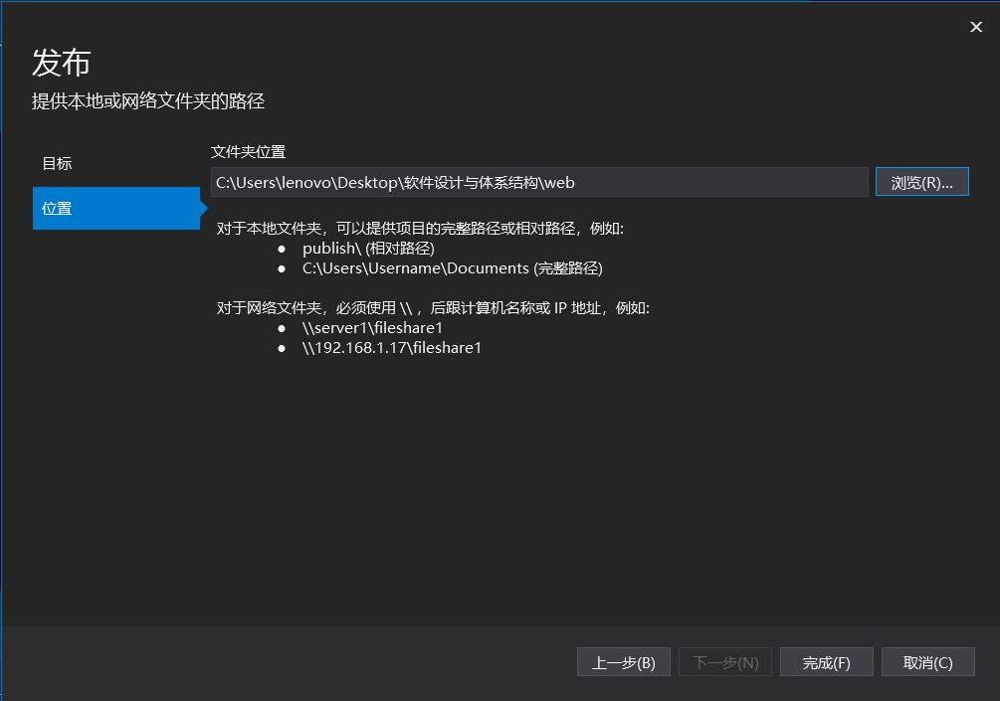 发布
提供本地或网络文件夹的路径
目标
位置
文件夹位置
C:\Users\lenovo\Desktop\软件设计与体系结构\web
浏览(R)...
对于本地文件夹，可以提供项目的完整路径或相对路径，例如:
● publish\ (相对路径)
● C:\Users\Username\Documents (完整路径)
对于网络文件夹，必须使用 \\ ，后跟计算机名称或 IP 地址，例如:
● \\server1\fileshare1
● \\192.168.1.17\fileshare1
上一步(B)
下一步(N)
完成(F)
取消(C)